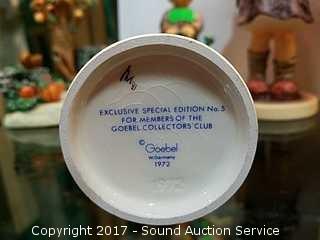 EXCLUSIVE SPECIAL EDITION No.5
FOR MEMBERS OF THE
GOEBEL COLLECTORS' CLUB
© Goebel
W.Germany
1972
1972
Copyright 2017 - Sound Auction Service